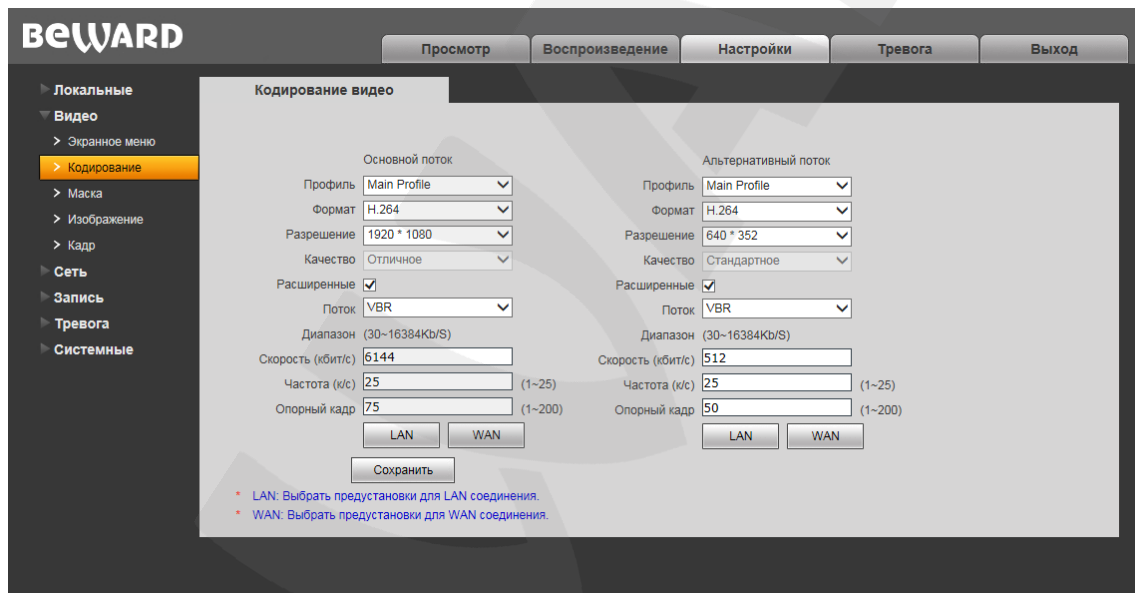 BEWARD
Просмотр Воспроизведение Настройки Тревога Выход
Локальные
Видео
> Экранное меню
> Кодирование
> Маска
> Изображение
> Кадр
Сеть
Запись
Тревога
Системные
Кодирование видео
Основной поток Альтернативный поток
Профиль Main Profile Профиль Main Profile
Формат H.264 Формат H.264
Разрешение 1920 * 1080 Разрешение 640 * 352
Качество Отличное Качество Стандартное
Расширенные Расширенные
Поток VBR Поток VBR
Диапазон (30~16384Kb/S) Диапазон (30~16384Kb/S)
Скорость (кбит/с) 6144 Скорость (кбит/с) 512
Частота (к/с) 25 (1~25) Частота (к/с) 25 (1~25)
Опорный кадр 75 (1~200) Опорный кадр 50 (1~200)
LAN WAN LAN WAN
Сохранить
* LAN: Выбрать предустановки для LAN соединения.
* WAN: Выбрать предустановки для WAN соединения.